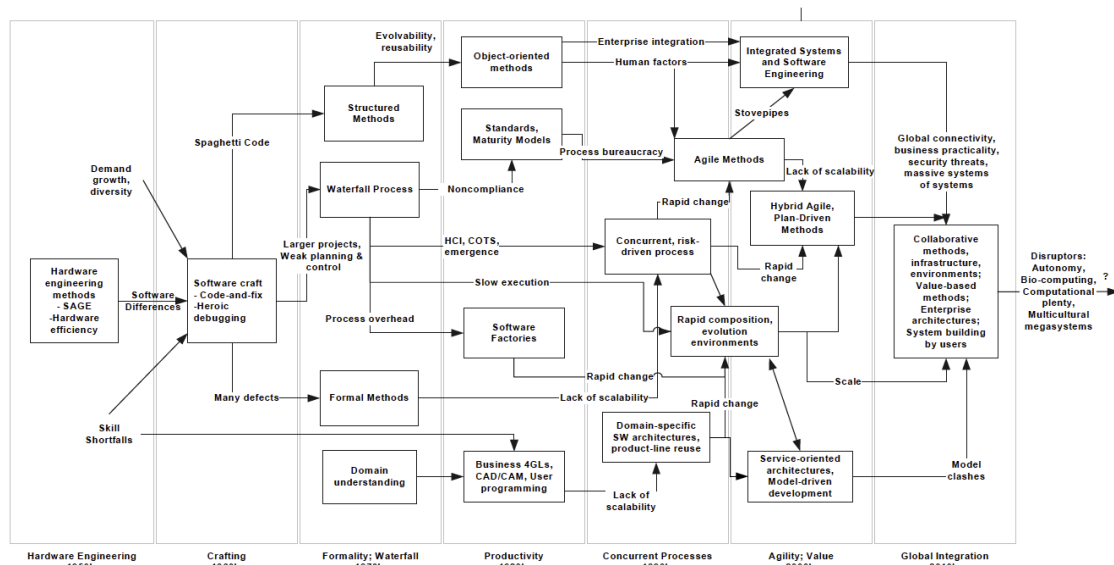 Evolvability,
reusability
Object-oriented
methods
Enterprise integration
Human factors
Integrated Systems
and Software
Engineering
Structured
Methods
Stovepipes
Spaghetti Code
Standards,
Maturity Models
Process bureaucracy
Agile Methods
Global connectivity,
business practicality,
security threats,
massive systems
of systems
Demand
growth,
diversity
Lack of scalability
Waterfall Process
Noncompliance
Rapid change
Hybrid Agile,
Plan-Driven
Methods
Larger projects,
Weak planning &
control
HCI, COTS,
emergence
Concurrent, risk-
driven process
Rapid
change
Collaborative
methods,
infrastructure,
environments;
Value-based
methods;
Enterprise
architectures;
System building
by users
Disruptors:
Autonomy,
Bio-computing,
Computational
plenty,
Multicultural
megasystems
?
Hardware
engineering
methods
- SAGE
-Hardware
efficiency
Software
Differences
Software craft
- Code-and-fix
-Heroic
debugging
Slow execution
Process overhead
Software
Factories
Rapid composition,
evolution
environments
Rapid change
Scale
Many defects
Formal Methods
Lack of scalability
Rapid change
Skill
Shortfalls
Domain-specific
SW architectures,
product-line reuse
Domain
understanding
Business 4GLs,
CAD/CAM, User
programming
Lack of
scalability
Service-oriented
architectures,
Model-driven
development
Model
clashes
Hardware Engineering
Crafting
Formality; Waterfall
Productivity
Concurrent Processes
Agility; Value
Global Integration